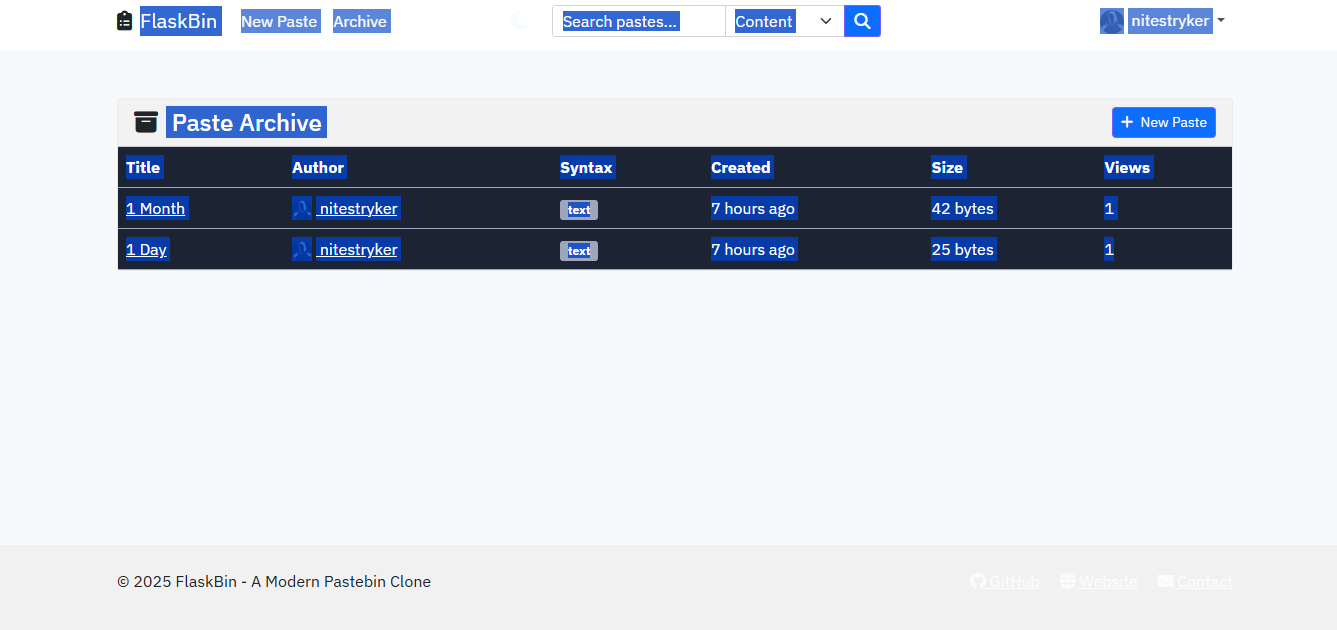 FlaskBin New Paste Archive Search pastes... Content nitestryker
Paste Archive New Paste
Title Author Syntax Created Size Views
1 Month nitestryker text 7 hours ago 42 bytes 1
1 Day nitestryker text 7 hours ago 25 bytes 1
© 2025 FlaskBin - A Modern Pastebin Clone GitHub Website Contact